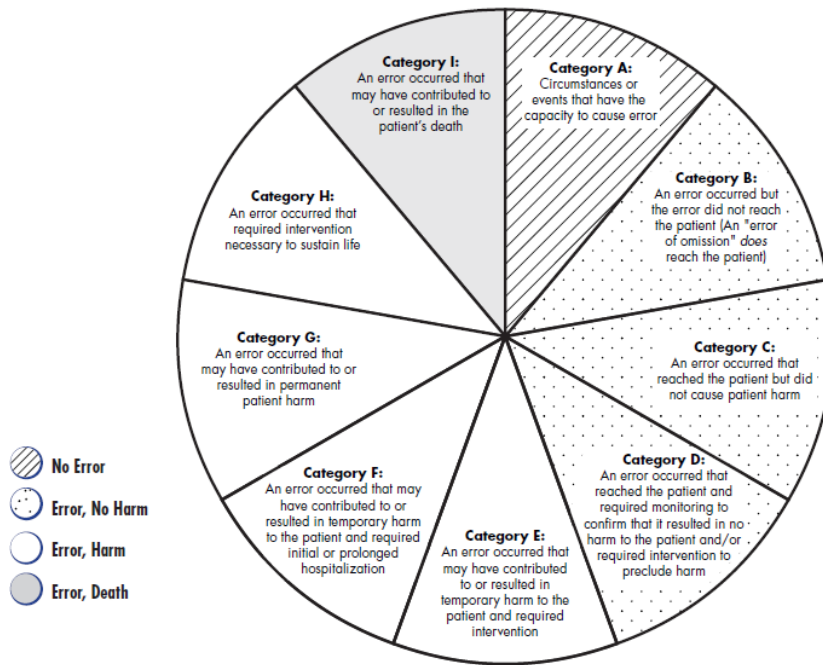 Category I:
An error occurred that
may have contributed to
or resulted in the
patient's death
Category A:
Circumstances or
events that have the
capacity to cause error
Category B:
An error occurred but
the error did not reach
the patient (An "error
of omission" does
reach the patient)
Category C:
An error occurred that
reached the patient but did
not cause patient harm
Category D:
An error occurred that
reached the patient and
required monitoring to
confirm that it resulted in no
harm to the patient and/or
required intervention to
preclude harm
Category E:
An error occurred that
may have contributed
to or resulted in
temporary harm to the
patient and required
intervention
Category F:
An error occurred that may
have contributed to or
resulted in temporary harm
to the patient and required
initial or prolonged
hospitalization
Category G:
An error occurred that
may have contributed to or
resulted in permanent
patient harm
Category H:
An error occurred that
required intervention
necessary to sustain life
No Error
Error, No Harm
Error, Harm
Error, Death